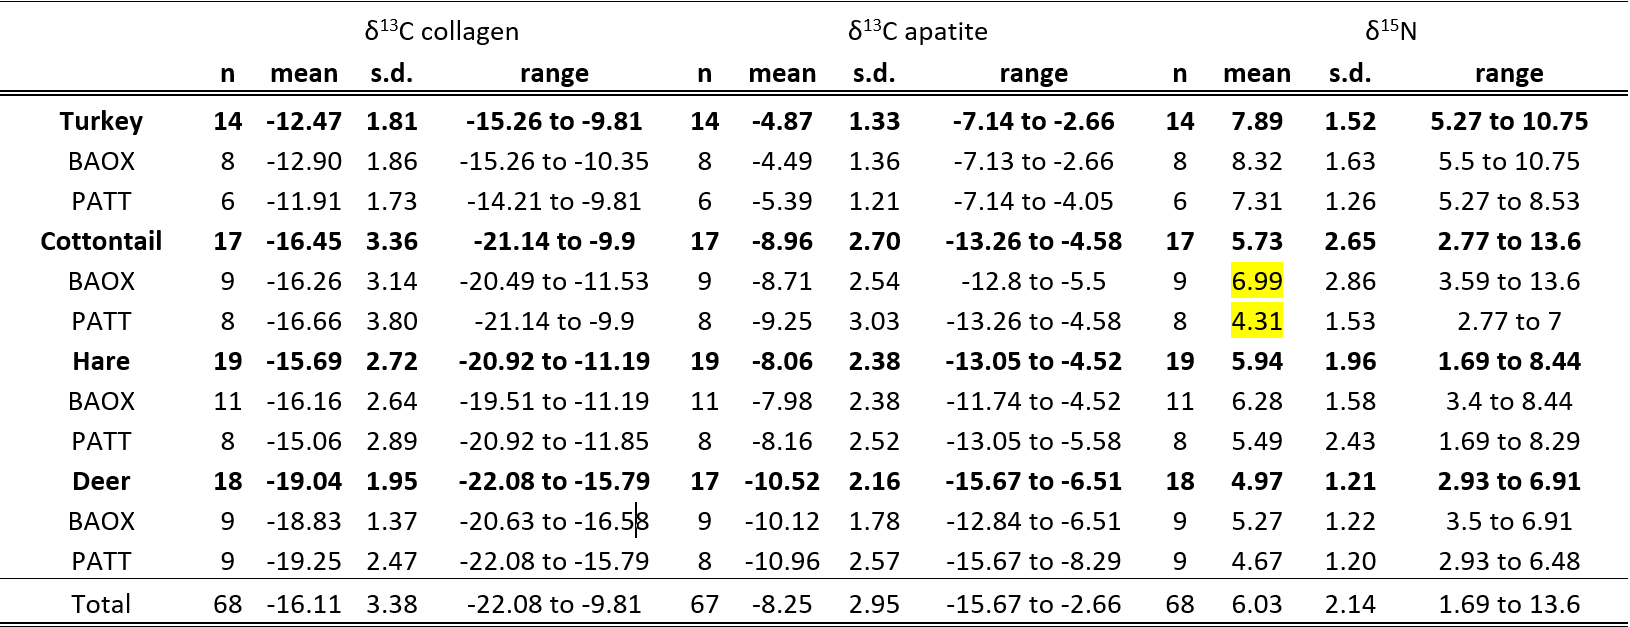 δ¹³C collagen δ¹³C apatite δ¹⁵N
n mean s.d. range n mean s.d. range n mean s.d. range
Turkey 14 -12.47 1.81 -15.26 to -9.81 14 -4.87 1.33 -7.14 to -2.66 14 7.89 1.52 5.27 to 10.75
BAOX 8 -12.90 1.86 -15.26 to -10.35 8 -4.49 1.36 -7.13 to -2.66 8 8.32 1.63 5.5 to 10.75
PATT 6 -11.91 1.73 -14.21 to -9.81 6 -5.39 1.21 -7.14 to -4.05 6 7.31 1.26 5.27 to 8.53
Cottontail 17 -16.45 3.36 -21.14 to -9.9 17 -8.96 2.70 -13.26 to -4.58 17 5.73 2.65 2.77 to 13.6
BAOX 9 -16.26 3.14 -20.49 to -11.53 9 -8.71 2.54 -12.8 to -5.5 9 6.99 2.86 3.59 to 13.6
PATT 8 -16.66 3.80 -21.14 to -9.9 8 -9.25 3.03 -13.26 to -4.58 8 4.31 1.53 2.77 to 7
Hare 19 -15.69 2.72 -20.92 to -11.19 19 -8.06 2.38 -13.05 to -4.52 19 5.94 1.96 1.69 to 8.44
BAOX 11 -16.16 2.64 -19.51 to -11.19 11 -7.98 2.38 -11.74 to -4.52 11 6.28 1.58 3.4 to 8.44
PATT 8 -15.06 2.89 -20.92 to -11.85 8 -8.16 2.52 -13.05 to -5.58 8 5.49 2.43 1.69 to 8.29
Deer 18 -19.04 1.95 -22.08 to -15.79 17 -10.52 2.16 -15.67 to -6.51 18 4.97 1.21 2.93 to 6.91
BAOX 9 -18.83 1.37 -20.63 to -16.58 9 -10.12 1.78 -12.84 to -6.51 9 5.27 1.22 3.5 to 6.91
PATT 9 -19.25 2.47 -22.08 to -15.79 8 -10.96 2.57 -15.67 to -8.29 9 4.67 1.20 2.93 to 6.48
Total 68 -16.11 3.38 -22.08 to -9.81 67 -8.25 2.95 -15.67 to -2.66 68 6.03 2.14 1.69 to 13.6